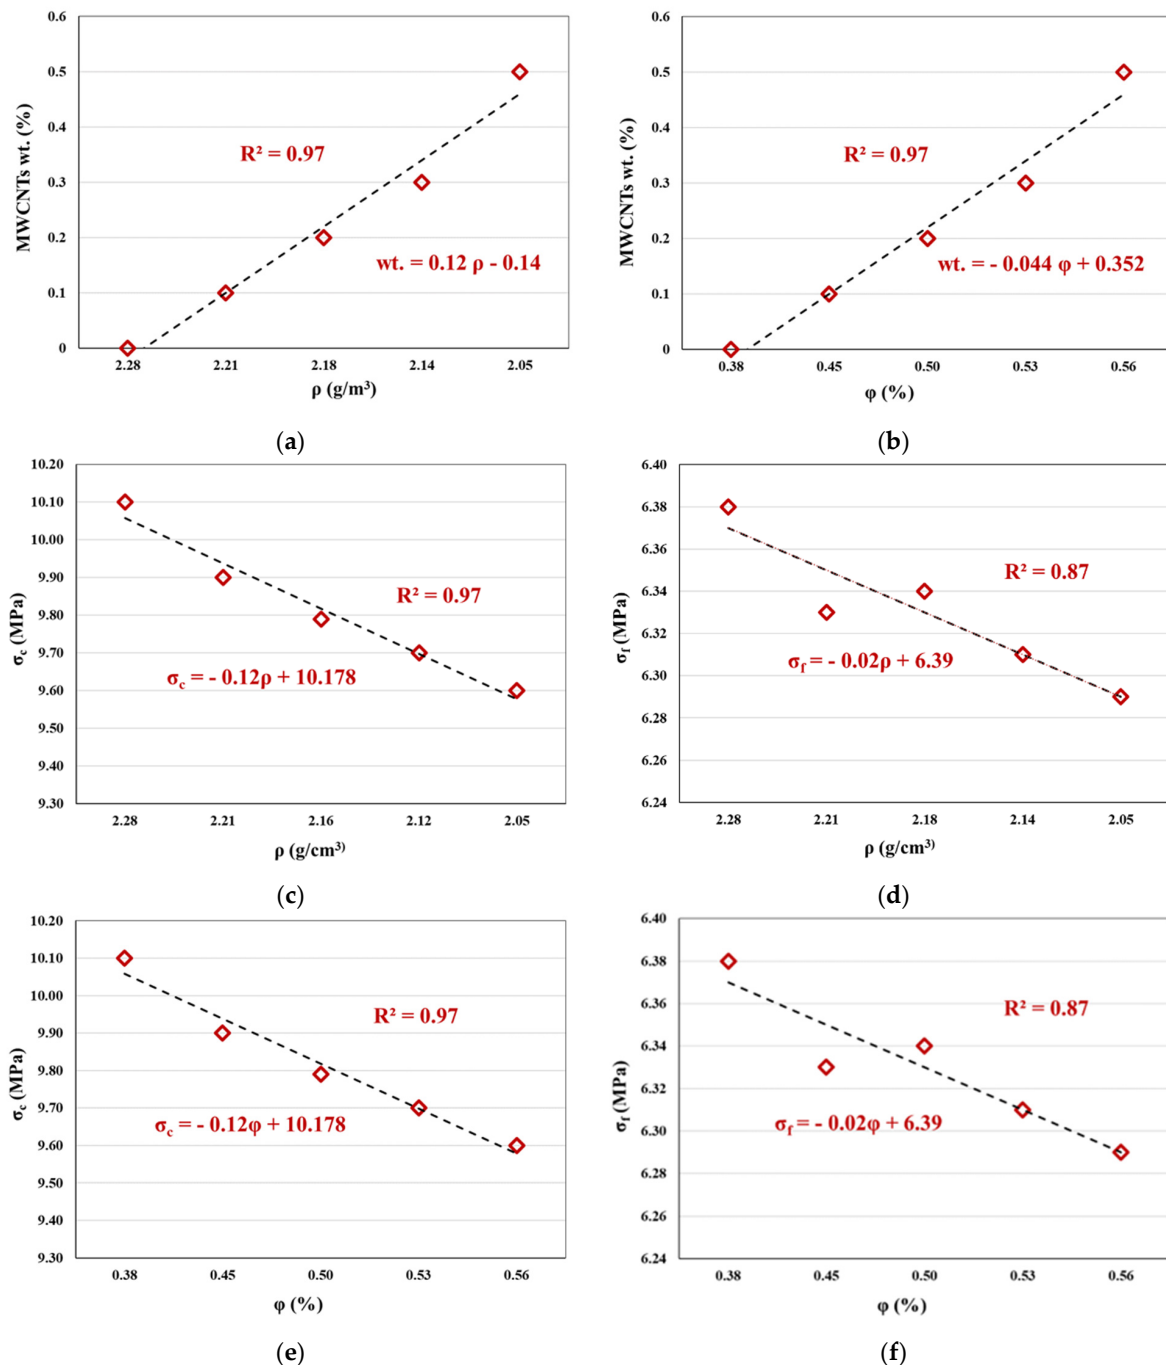 0.6
0.5
0.4
0.3
0.2
0.1
0
MWCNTs wt. (%)
R² = 0.97
wt. = 0.12 ρ - 0.14
2.28 2.21 2.18 2.14 2.05
ρ (g/m³)
(a)
0.6
0.5
0.4
0.3
0.2
0.1
0
MWCNTs wt. (%)
R² = 0.97
wt. = - 0.044 φ + 0.352
0.38 0.45 0.50 0.53 0.56
φ (%)
(b)
10.20
10.10
10.00
9.90
9.80
9.70
9.60
9.50
9.40
9.30
σc (MPa)
R² = 0.97
σc = - 0.12ρ + 10.178
2.28 2.21 2.16 2.12 2.05
ρ (g/cm³)
(c)
6.40
6.38
6.36
6.34
6.32
6.30
6.28
6.26
6.24
σf (MPa)
R² = 0.87
σf = - 0.02ρ + 6.39
2.28 2.21 2.18 2.14 2.05
ρ (g/cm³)
(d)
10.20
10.10
10.00
9.90
9.80
9.70
9.60
9.50
9.40
9.30
σc (MPa)
R² = 0.97
σc = - 0.12φ + 10.178
0.38 0.45 0.50 0.53 0.56
φ (%)
(e)
6.40
6.38
6.36
6.34
6.32
6.30
6.28
6.26
6.24
σf (MPa)
R² = 0.87
σf = - 0.02φ + 6.39
0.38 0.45 0.50 0.53 0.56
φ (%)
(f)